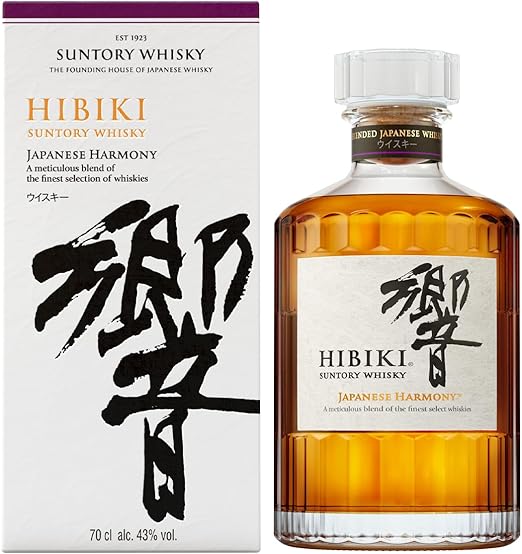 EST 1923
SUNTORY WHISKY
THE FOUNDING HOUSE OF JAPANESE WHISKY
HIBIKI
SUNTORY WHISKY
JAPANESE HARMONY
A meticulous blend of
the finest selection of whiskies
ウイスキー
響
70 cl alc. 43% vol.
BLENDED JAPANESE WHISKY
ウイスキー
響
HIBIKI®
SUNTORY WHISKY
JAPANESE HARMONY™
A meticulous blend of the finest select whiskies